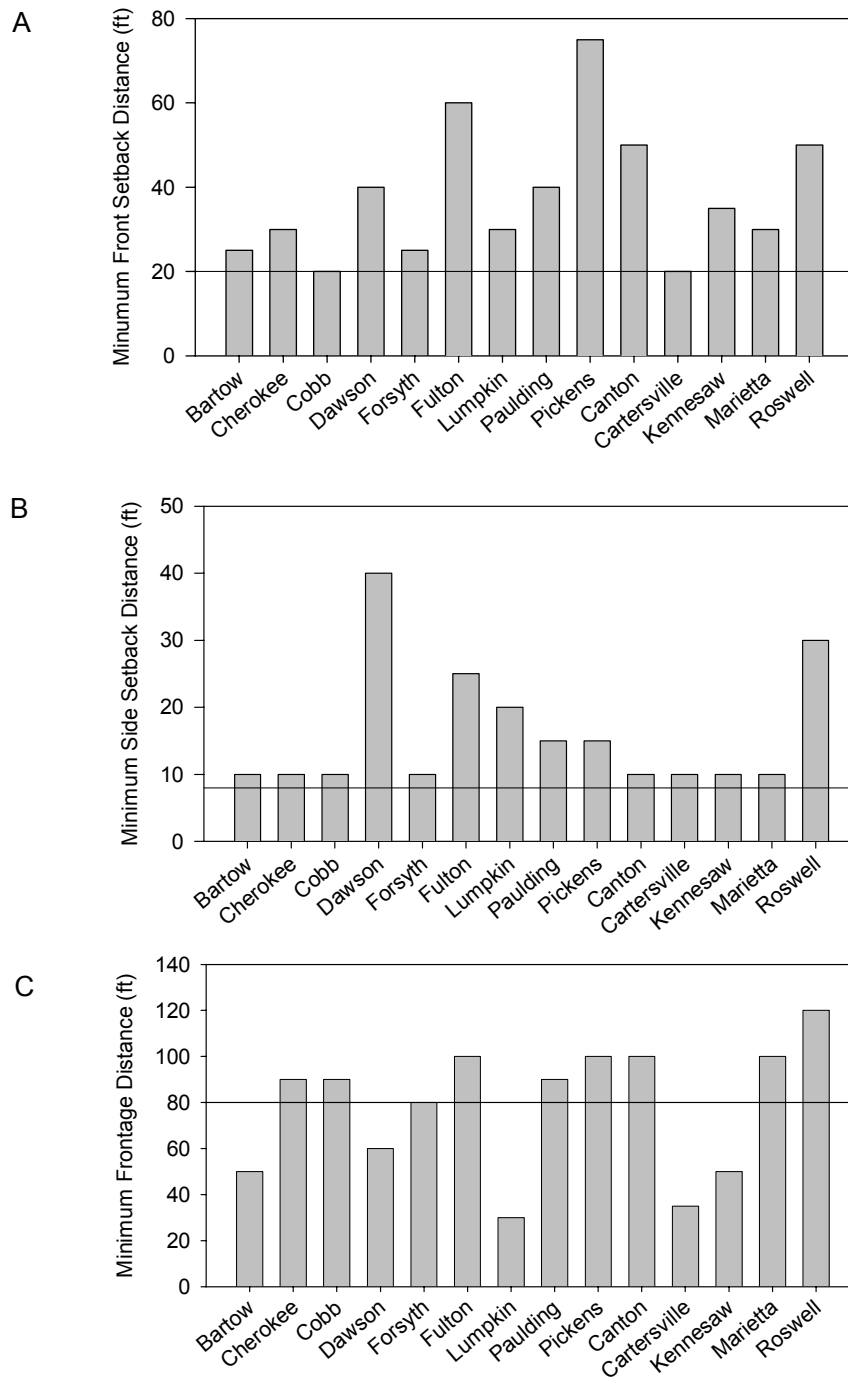 A
Minumum Front Setback Distance (ft)
80
60
40
20
0
Bartow
Cherokee
Cobb
Dawson
Forsyth
Fulton
Lumpkin
Paulding
Pickens
Canton
Cartersville
Kennesaw
Marietta
Roswell
B
Minimum Side Setback Distance (ft)
50
40
30
20
10
0
Bartow
Cherokee
Cobb
Dawson
Forsyth
Fulton
Lumpkin
Paulding
Pickens
Canton
Cartersville
Kennesaw
Marietta
Roswell
C
Minimum Frontage Distance (ft)
140
120
100
80
60
40
20
0
Bartow
Cherokee
Cobb
Dawson
Forsyth
Fulton
Lumpkin
Paulding
Pickens
Canton
Cartersville
Kennesaw
Marietta
Roswell